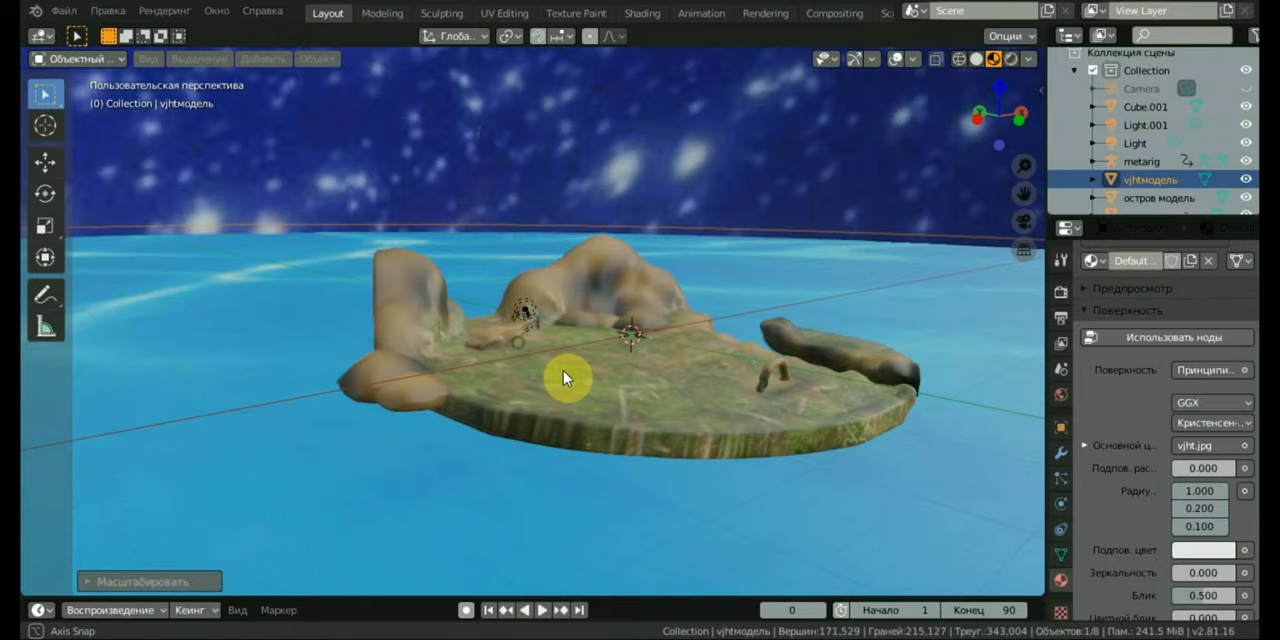 Файл Правка Рендеринг Окно Справка Layout Modeling Sculpting UV Editing Texture Paint Shading Animation Rendering Compositing Sc Scene View Layer
Глоба.. Опции
Объектный .. Вид Выделение Добавить Объект
Пользовательская перспектива
(0) Collection | vjhtмодель
Коллекция сцены
Collection
Camera
Cube.001
Light.001
Light
metarig
vjhtмодель
остров модель
Default ..
Предпросмотр
Поверхность
Использовать ноды
Поверхность Принципи..
GGX
Кристенсен-..
Основной ц.. vjht.jpg
Подпов. рас.. 0.000
Радиу.. 1.000
0.200
0.100
Подпов. цвет
Зеркальность 0.000
Блик 0.500
Цветной блик 0.000
Масштабировать
Воспроизведение Кеинг Вид Маркер 0 Начало 1 Конец 90
Axis Snap Collection | vjhtмодель | Вершин:171,529 | Граней:215,127 | Треуг.:343,004 | Объектов:1/8 | Пам.: 241.5 MiB | v2.81.16